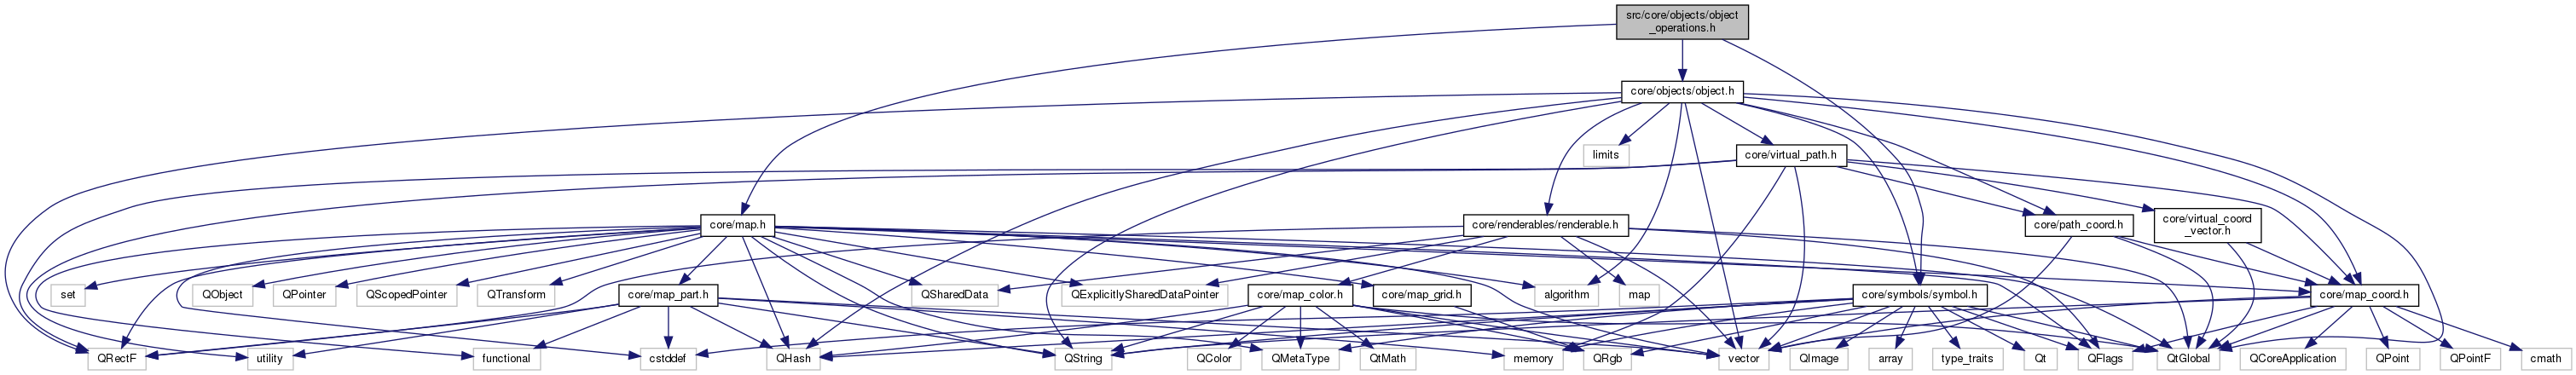 src/core/objects/object
_operations.h
core/objects/object.h
limits
core/virtual_path.h
core/map.h
core/renderables/renderable.h
core/path_coord.h
core/virtual_coord
_vector.h
set
QObject
QPointer
QScopedPointer
QTransform
core/map_part.h
QSharedData
QExplicitlySharedDataPointer
core/map_color.h
core/map_grid.h
algorithm
map
core/symbols/symbol.h
core/map_coord.h
QRectF
utility
functional
cstddef
QHash
QString
QColor
QMetaType
QtMath
memory
QRgb
vector
QImage
array
type_traits
Qt
QFlags
QtGlobal
QCoreApplication
QPoint
QPointF
cmath